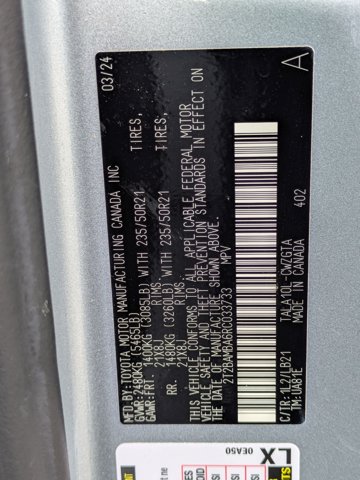 MFD. BY:TOYOTA MOTOR MANUFACTURING CANADA INC 03/24
GVWR:2480KG (5465LB)
GAWR:FRT. 1400KG (3085LB) WITH 235/50R21 TIRES,
21X8J RIMS
RR. 1480KG (3260LB) WITH 235/50R21 TIRES,
21X8J RIMS
THIS VEHICLE CONFORMS TO ALL APPLICABLE FEDERAL MOTOR
VEHICLE SAFETY AND THEFT PREVENTION STANDARDS IN EFFECT ON
THE DATE OF MANUFACTURE SHOWN ABOVE.
MPV
A
C/TR:1L2/LB21 TALA10L-CWZGTA 402
TM:UA81E MADE IN CANADA
LX 0EA50